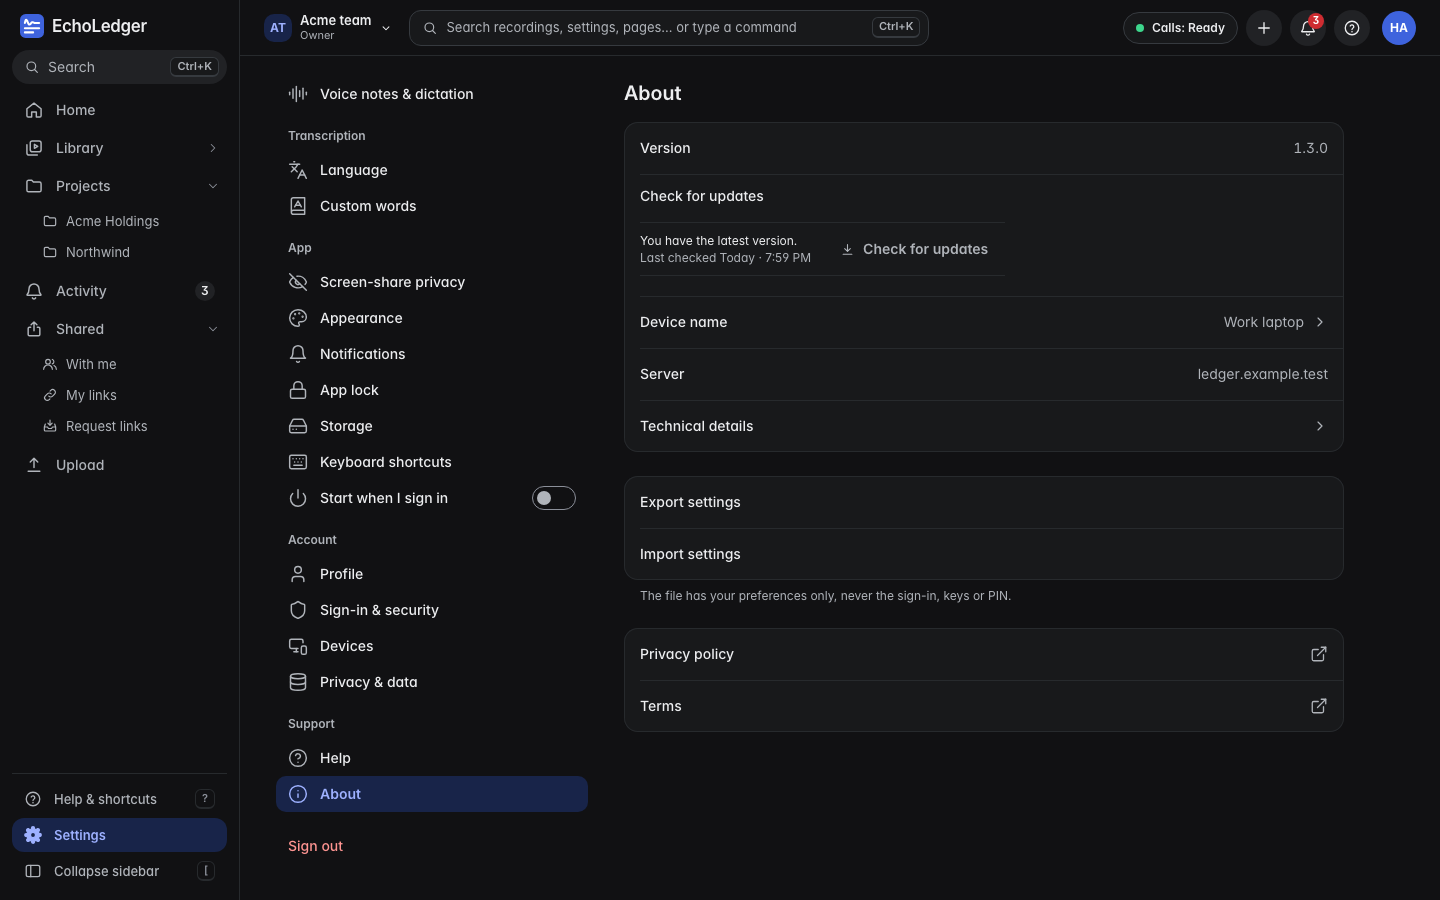 EchoLedger
Search Ctrl+K
Home
Library
Projects
Acme Holdings
Northwind
Activity 3
Shared
With me
My links
Request links
Upload
Help & shortcuts ?
Settings
Collapse sidebar [
AT Acme team
Owner
Search recordings, settings, pages... or type a command Ctrl+K
Calls: Ready
3
HA
Voice notes & dictation
Transcription
Language
Custom words
App
Screen-share privacy
Appearance
Notifications
App lock
Storage
Keyboard shortcuts
Start when I sign in
Account
Profile
Sign-in & security
Devices
Privacy & data
Support
Help
About
Sign out
About
Version 1.3.0
Check for updates
You have the latest version.
Last checked Today · 7:59 PM
Check for updates
Device name Work laptop
Server ledger.example.test
Technical details
Export settings
Import settings
The file has your preferences only, never the sign-in, keys or PIN.
Privacy policy
Terms